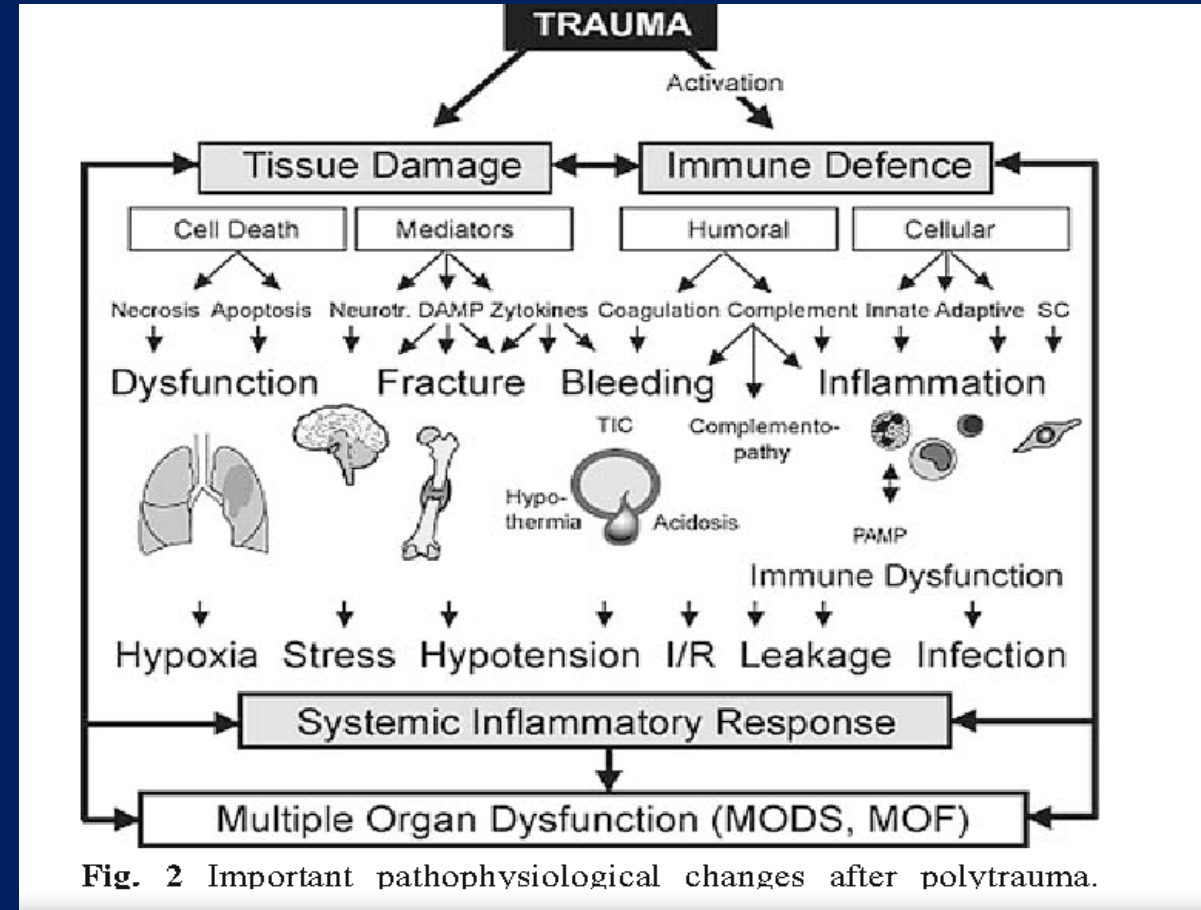 TRAUMA
Activation
Tissue Damage Immune Defence
Cell Death Mediators Humoral Cellular
Necrosis Apoptosis Neurotr. DAMP Zytokines Coagulation Complement Innate Adaptive SC
Dysfunction Fracture Bleeding Inflammation
TIC Complemento-
pathy
Hypo-
thermia Acidosis
PAMP
Immune Dysfunction
Hypoxia Stress Hypotension I/R Leakage Infection
Systemic Inflammatory Response
Multiple Organ Dysfunction (MODS, MOF)
Fig. 2 Important pathophysiological changes after polytrauma.